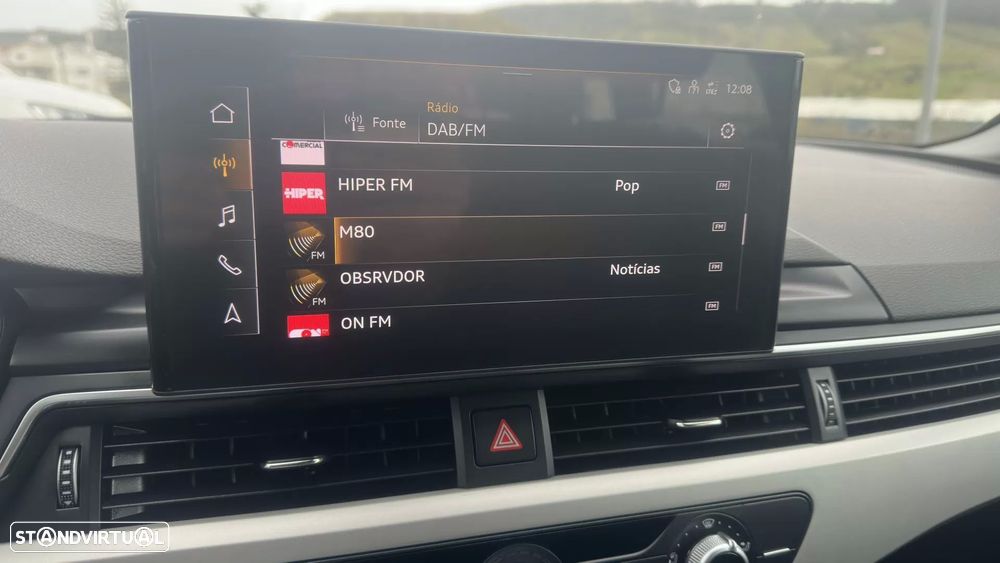 LTE 12:08
Fonte
Rádio
DAB/FM
COMERCIAL
HIPER
HIPER FM
Pop
FM
FM
M80
FM
FM
OBSRVDOR
Notícias
FM
ON FM
FM
STANDVIRTUAL